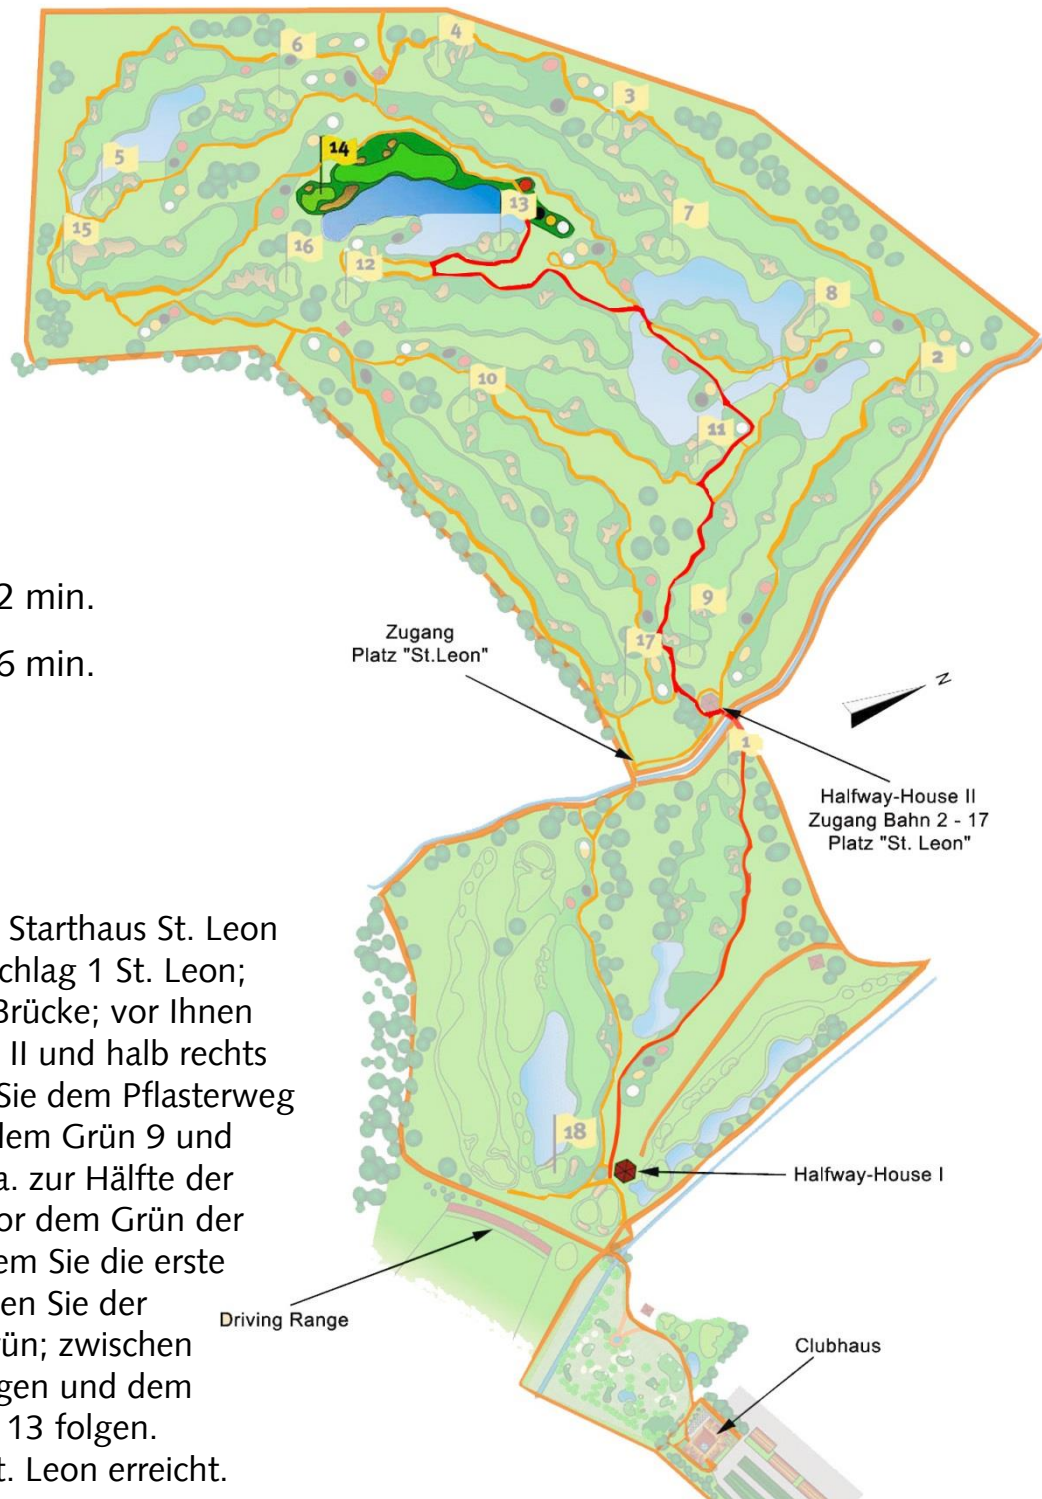 6
4
3
14
5
13
7
15
16
12
8
2
10
11
2 min.
9
Zugang
Platz "St.Leon"
17
6 min.
N
1
Halfway-House II
Zugang Bahn 2 - 17
Platz "St. Leon"
Starthaus St. Leon
chlag 1 St. Leon;
Brücke; vor Ihnen
II und halb rechts
Sie dem Pflasterweg
dem Grün 9 und
a. zur Hälfte der
or dem Grün der
em Sie die erste
en Sie der
ün; zwischen
gen und dem
13 folgen.
t. Leon erreicht.
18
Halfway-House I
Driving Range
Clubhaus